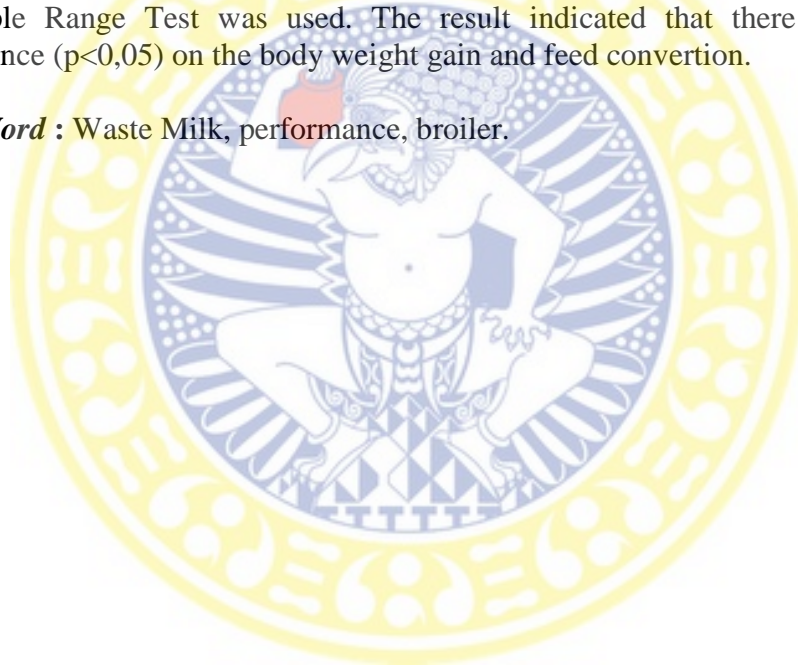 ple Range Test was used. The result indicated that there
nce (p<0,05) on the body weight gain and feed convertion.
ord : Waste Milk, performance, broiler.